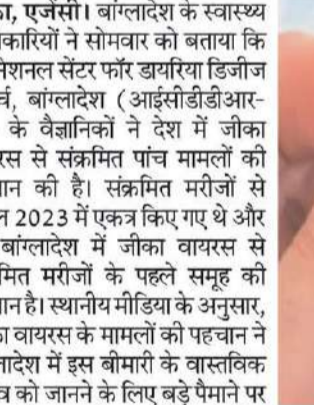 का, एजेंसी। बांग्लादेश के स्वास्थ्य
कारियों ने सोमवार को बताया कि
नेशनल सेंटर फॉर डायरिया डिजीज
र्च, बांग्लादेश (आईसीडीडीआर-
के वैज्ञानिकों ने देश में जीका
रस से संक्रमित पांच मामलों की
ान की है। संक्रमित मरीजों से
2023 में एकत्र किए गए थे और
बांग्लादेश में जीका वायरस से
मित मरीजों के पहले समूह की
ान है। स्थानीय मीडिया के अनुसार,
ा वायरस के मामलों की पहचान ने
लादेश में इस बीमारी के वास्तविक
व को जानने के लिए बड़े पैमाने पर